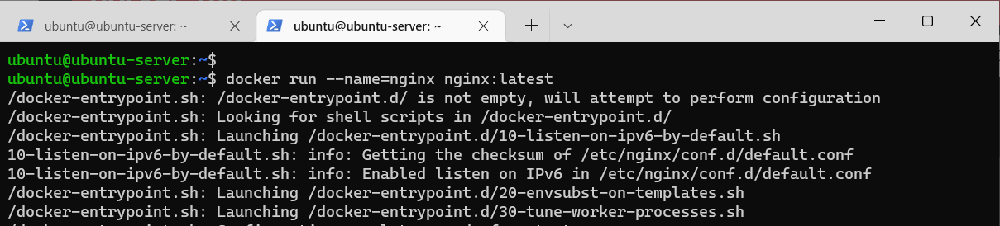 ubuntu@ubuntu-server: ~
ubuntu@ubuntu-server: ~
ubuntu@ubuntu-server:~$
ubuntu@ubuntu-server:~$ docker run --name=nginx nginx:latest
/docker-entrypoint.sh: /docker-entrypoint.d/ is not empty, will attempt to perform configuration
/docker-entrypoint.sh: Looking for shell scripts in /docker-entrypoint.d/
/docker-entrypoint.sh: Launching /docker-entrypoint.d/10-listen-on-ipv6-by-default.sh
10-listen-on-ipv6-by-default.sh: info: Getting the checksum of /etc/nginx/conf.d/default.conf
10-listen-on-ipv6-by-default.sh: info: Enabled listen on IPv6 in /etc/nginx/conf.d/default.conf
/docker-entrypoint.sh: Launching /docker-entrypoint.d/20-envsubst-on-templates.sh
/docker-entrypoint.sh: Launching /docker-entrypoint.d/30-tune-worker-processes.sh